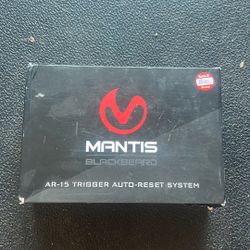 MANTIS
BLACKBEARD
AR-15 TRIGGER AUTO-RESET SYSTEM